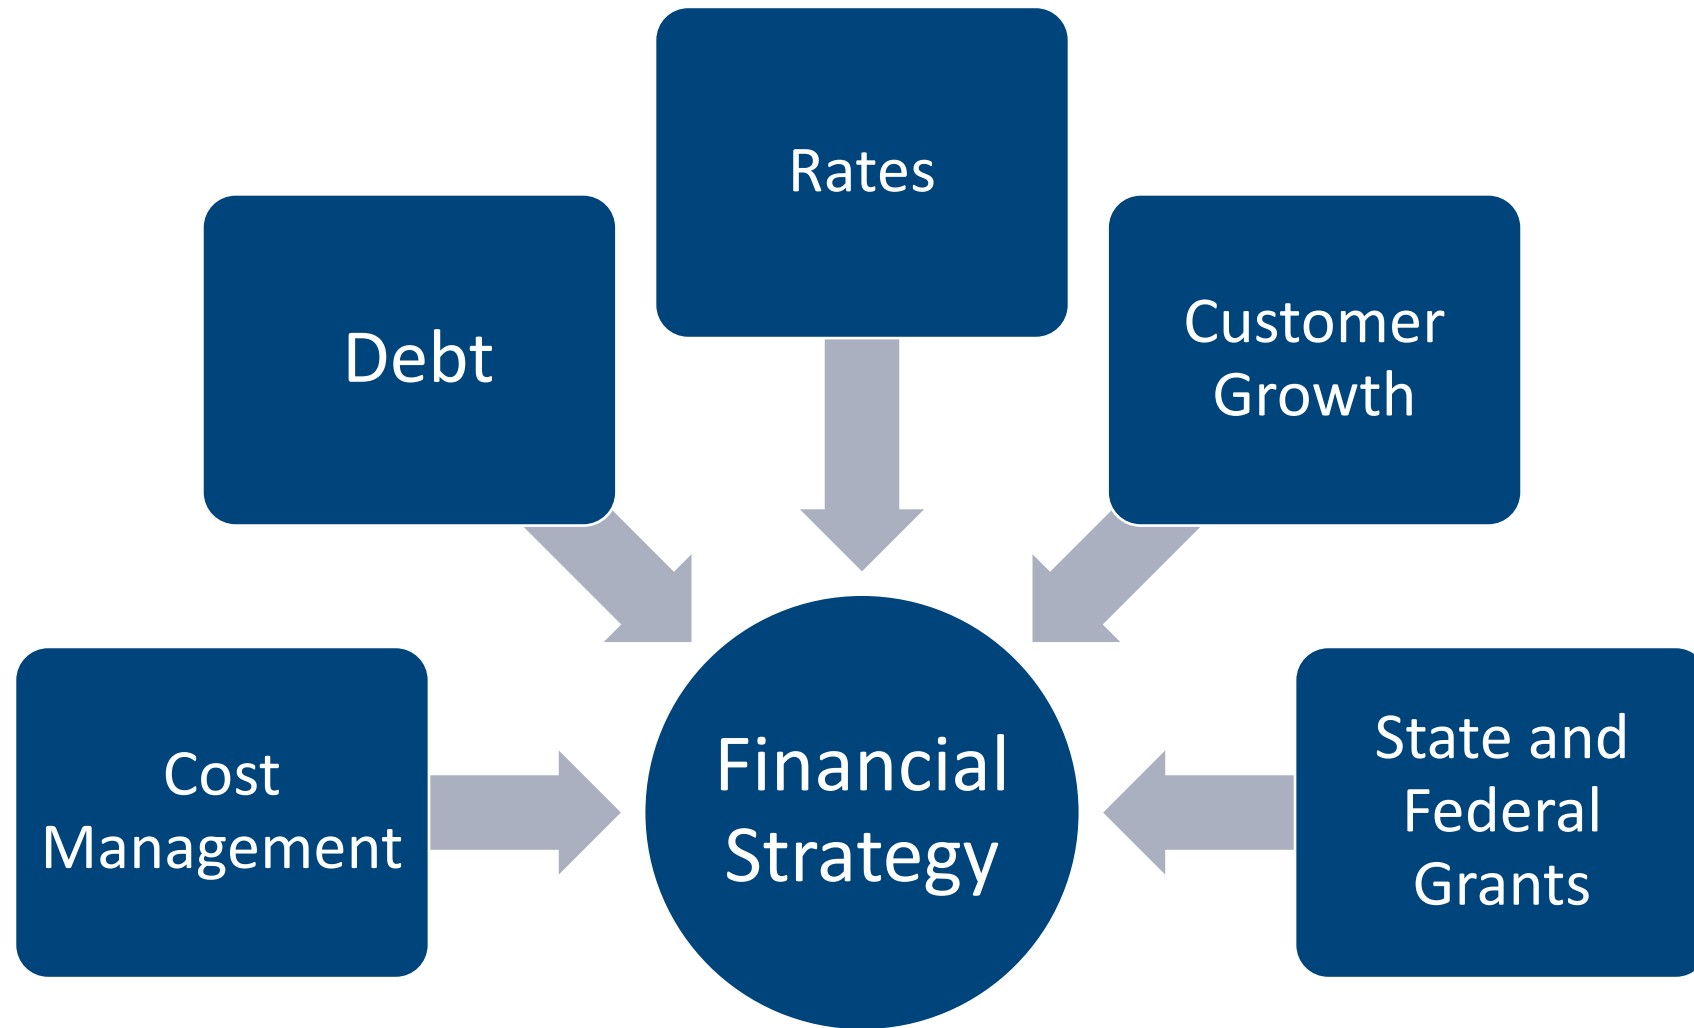 Rates
Debt
Customer
Growth
Cost
Management
Financial
Strategy
State and
Federal
Grants